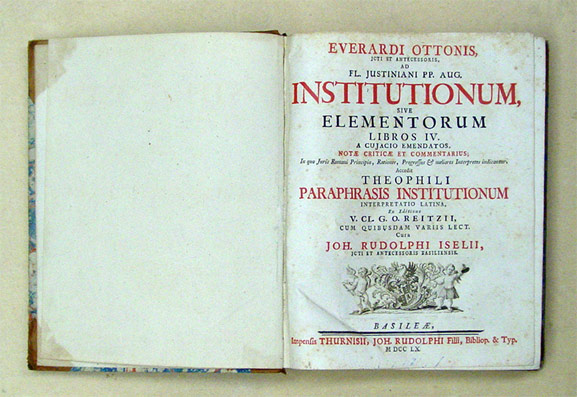 EVERARDI OTTONIS,
JCTI ET ANTECESSORIS,
AD
FL. JUSTINIANI PP. AUG.
INSTITUTIONUM,
SIVE
ELEMENTORUM
LIBROS IV.
A CUJACIO EMENDATOS.
NOTÆ CRITICÆ ET COMMENTARIUS;
In quo Juris Romani Principia, Rationes, Progressus & meliores Interpretes indicantur.
Accedit
THEOPHILI
PARAPHRASIS INSTITUTIONUM
INTERPRETATIO LATINA,
Ex Editione
V. CL. G. O. REITZII,
CUM QUIBUSDAM VARIIS LECT.
Cura
JOH. RUDOLPHI ISELII,
JCTI ET ANTECESSORIS BASILIENSIS.
BASILEÆ,
Impensis THURNISII, JOH. RUDOLPHI Filii, Bibliop. & Typ.
M DCC LX.